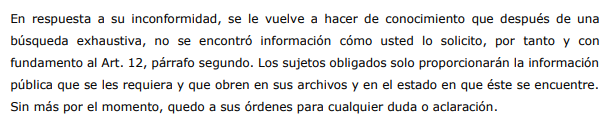 En respuesta a su inconformidad, se le vuelve a hacer de conocimiento que después de una
búsqueda exhaustiva, no se encontró información cómo usted lo solicito, por tanto y con
fundamento al Art. 12, párrafo segundo. Los sujetos obligados solo proporcionarán la información
pública que se les requiera y que obren en sus archivos y en el estado en que éste se encuentre.
Sin más por el momento, quedo a sus órdenes para cualquier duda o aclaración.